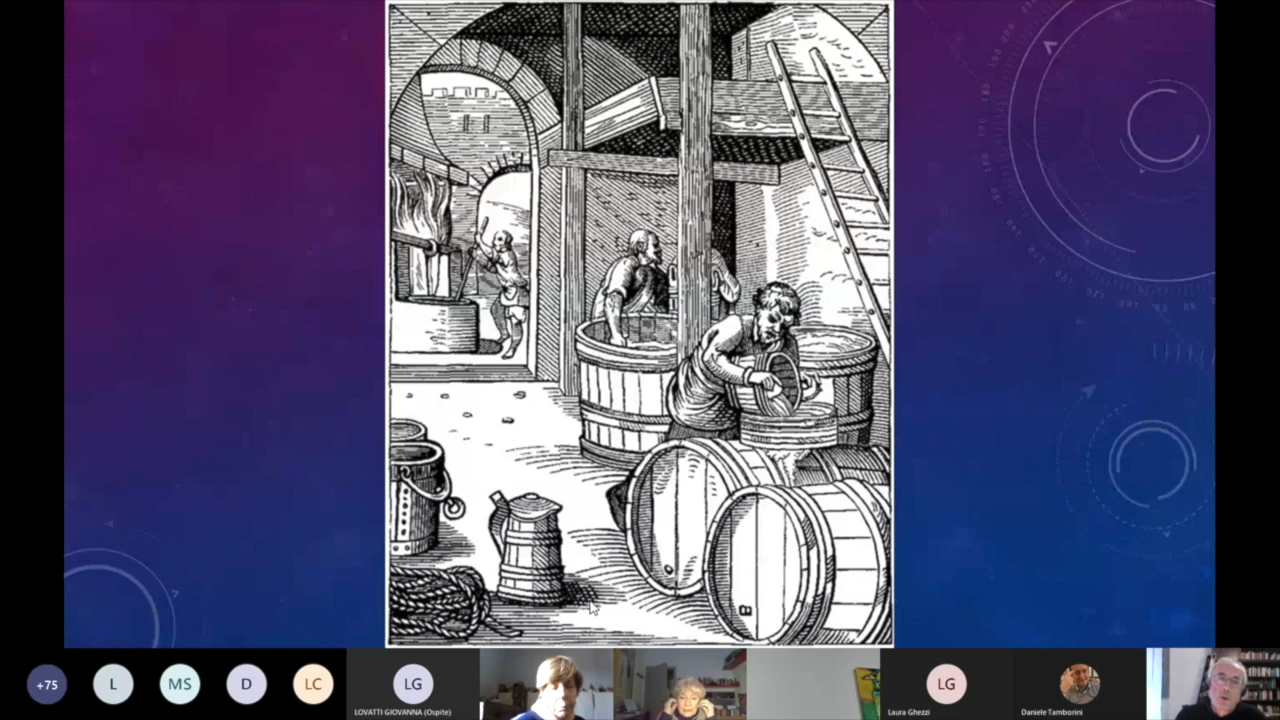 +75
L
MS
D
LC
LG
LOVATTI GIOVANNA (Ospite)
LG
Laura Ghezzi
Daniele Tamborini